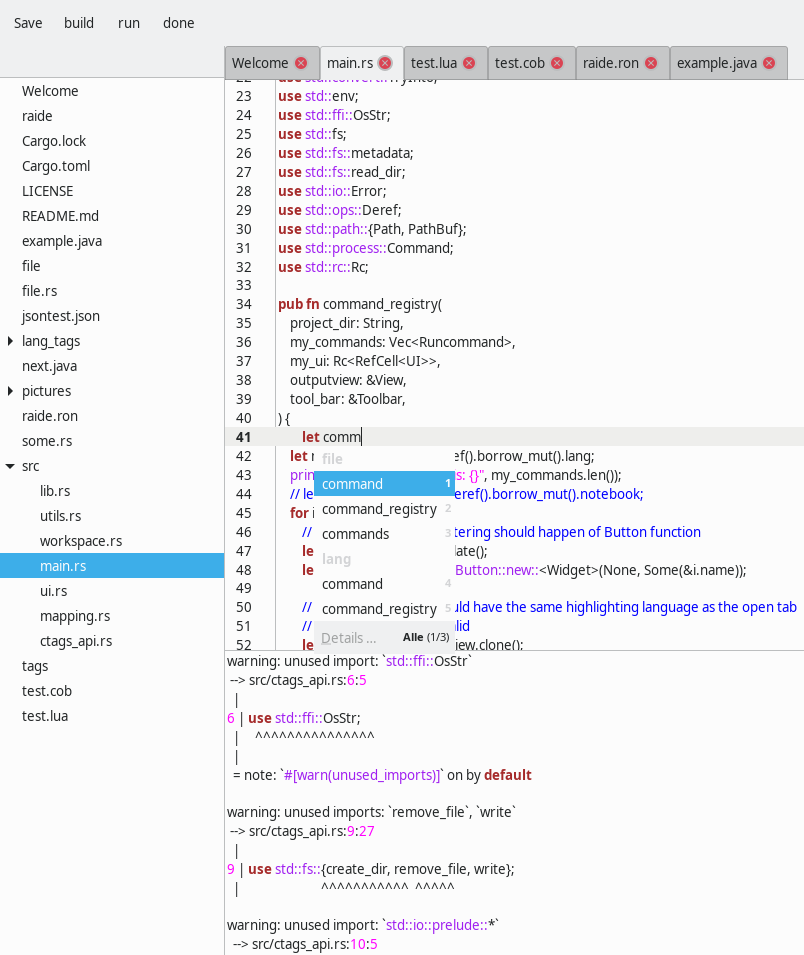 Save build run done
Welcome main.rs test.lua test.cob raide.ron example.java
Welcome
raide
Cargo.lock
Cargo.toml
LICENSE
README.md
example.java
file
file.rs
jsontest.json
lang_tags
next.java
pictures
raide.ron
some.rs
src
lib.rs
utils.rs
workspace.rs
main.rs
ui.rs
mapping.rs
ctags_api.rs
tags
test.cob
test.lua
22 use std::convert::TryInto;
23 use std::env;
24 use std::ffi::OsStr;
25 use std::fs;
26 use std::fs::metadata;
27 use std::fs::read_dir;
28 use std::io::Error;
29 use std::ops::Deref;
30 use std::path::{Path, PathBuf};
31 use std::process::Command;
32 use std::rc::Rc;
33
34 pub fn command_registry(
35 project_dir: String,
36 my_commands: Vec<Runcommand>,
37 my_ui: Rc<RefCell<UI>>,
38 outputview: &View,
39 tool_bar: &Toolbar,
40 ) {
41 let comm
42 let ef().borrow_mut().lang;
43 prin s: {}", my_commands.len());
44 // le eref().borrow_mut().notebook;
45 for i
46 // tering should happen of Button function
47 le late();
48 le Button::new::<Widget>(None, Some(&i.name));
49
50 // uld have the same highlighting language as the open tab
51 // alid
52 le view.clone();
file
command 1
command_registry 2
commands 3
lang
command 4
command_registry 5
Details ... Alle (1/3)
warning: unused import: `std::ffi::OsStr`
--> src/ctags_api.rs:6:5
|
6 | use std::ffi::OsStr;
| ^^^^^^^^^^^^^^^
|
= note: `#[warn(unused_imports)]` on by default
warning: unused imports: `remove_file`, `write`
--> src/ctags_api.rs:9:27
|
9 | use std::fs::{create_dir, remove_file, write};
| ^^^^^^^^^^^ ^^^^^
warning: unused import: `std::io::prelude::*`
--> src/ctags_api.rs:10:5